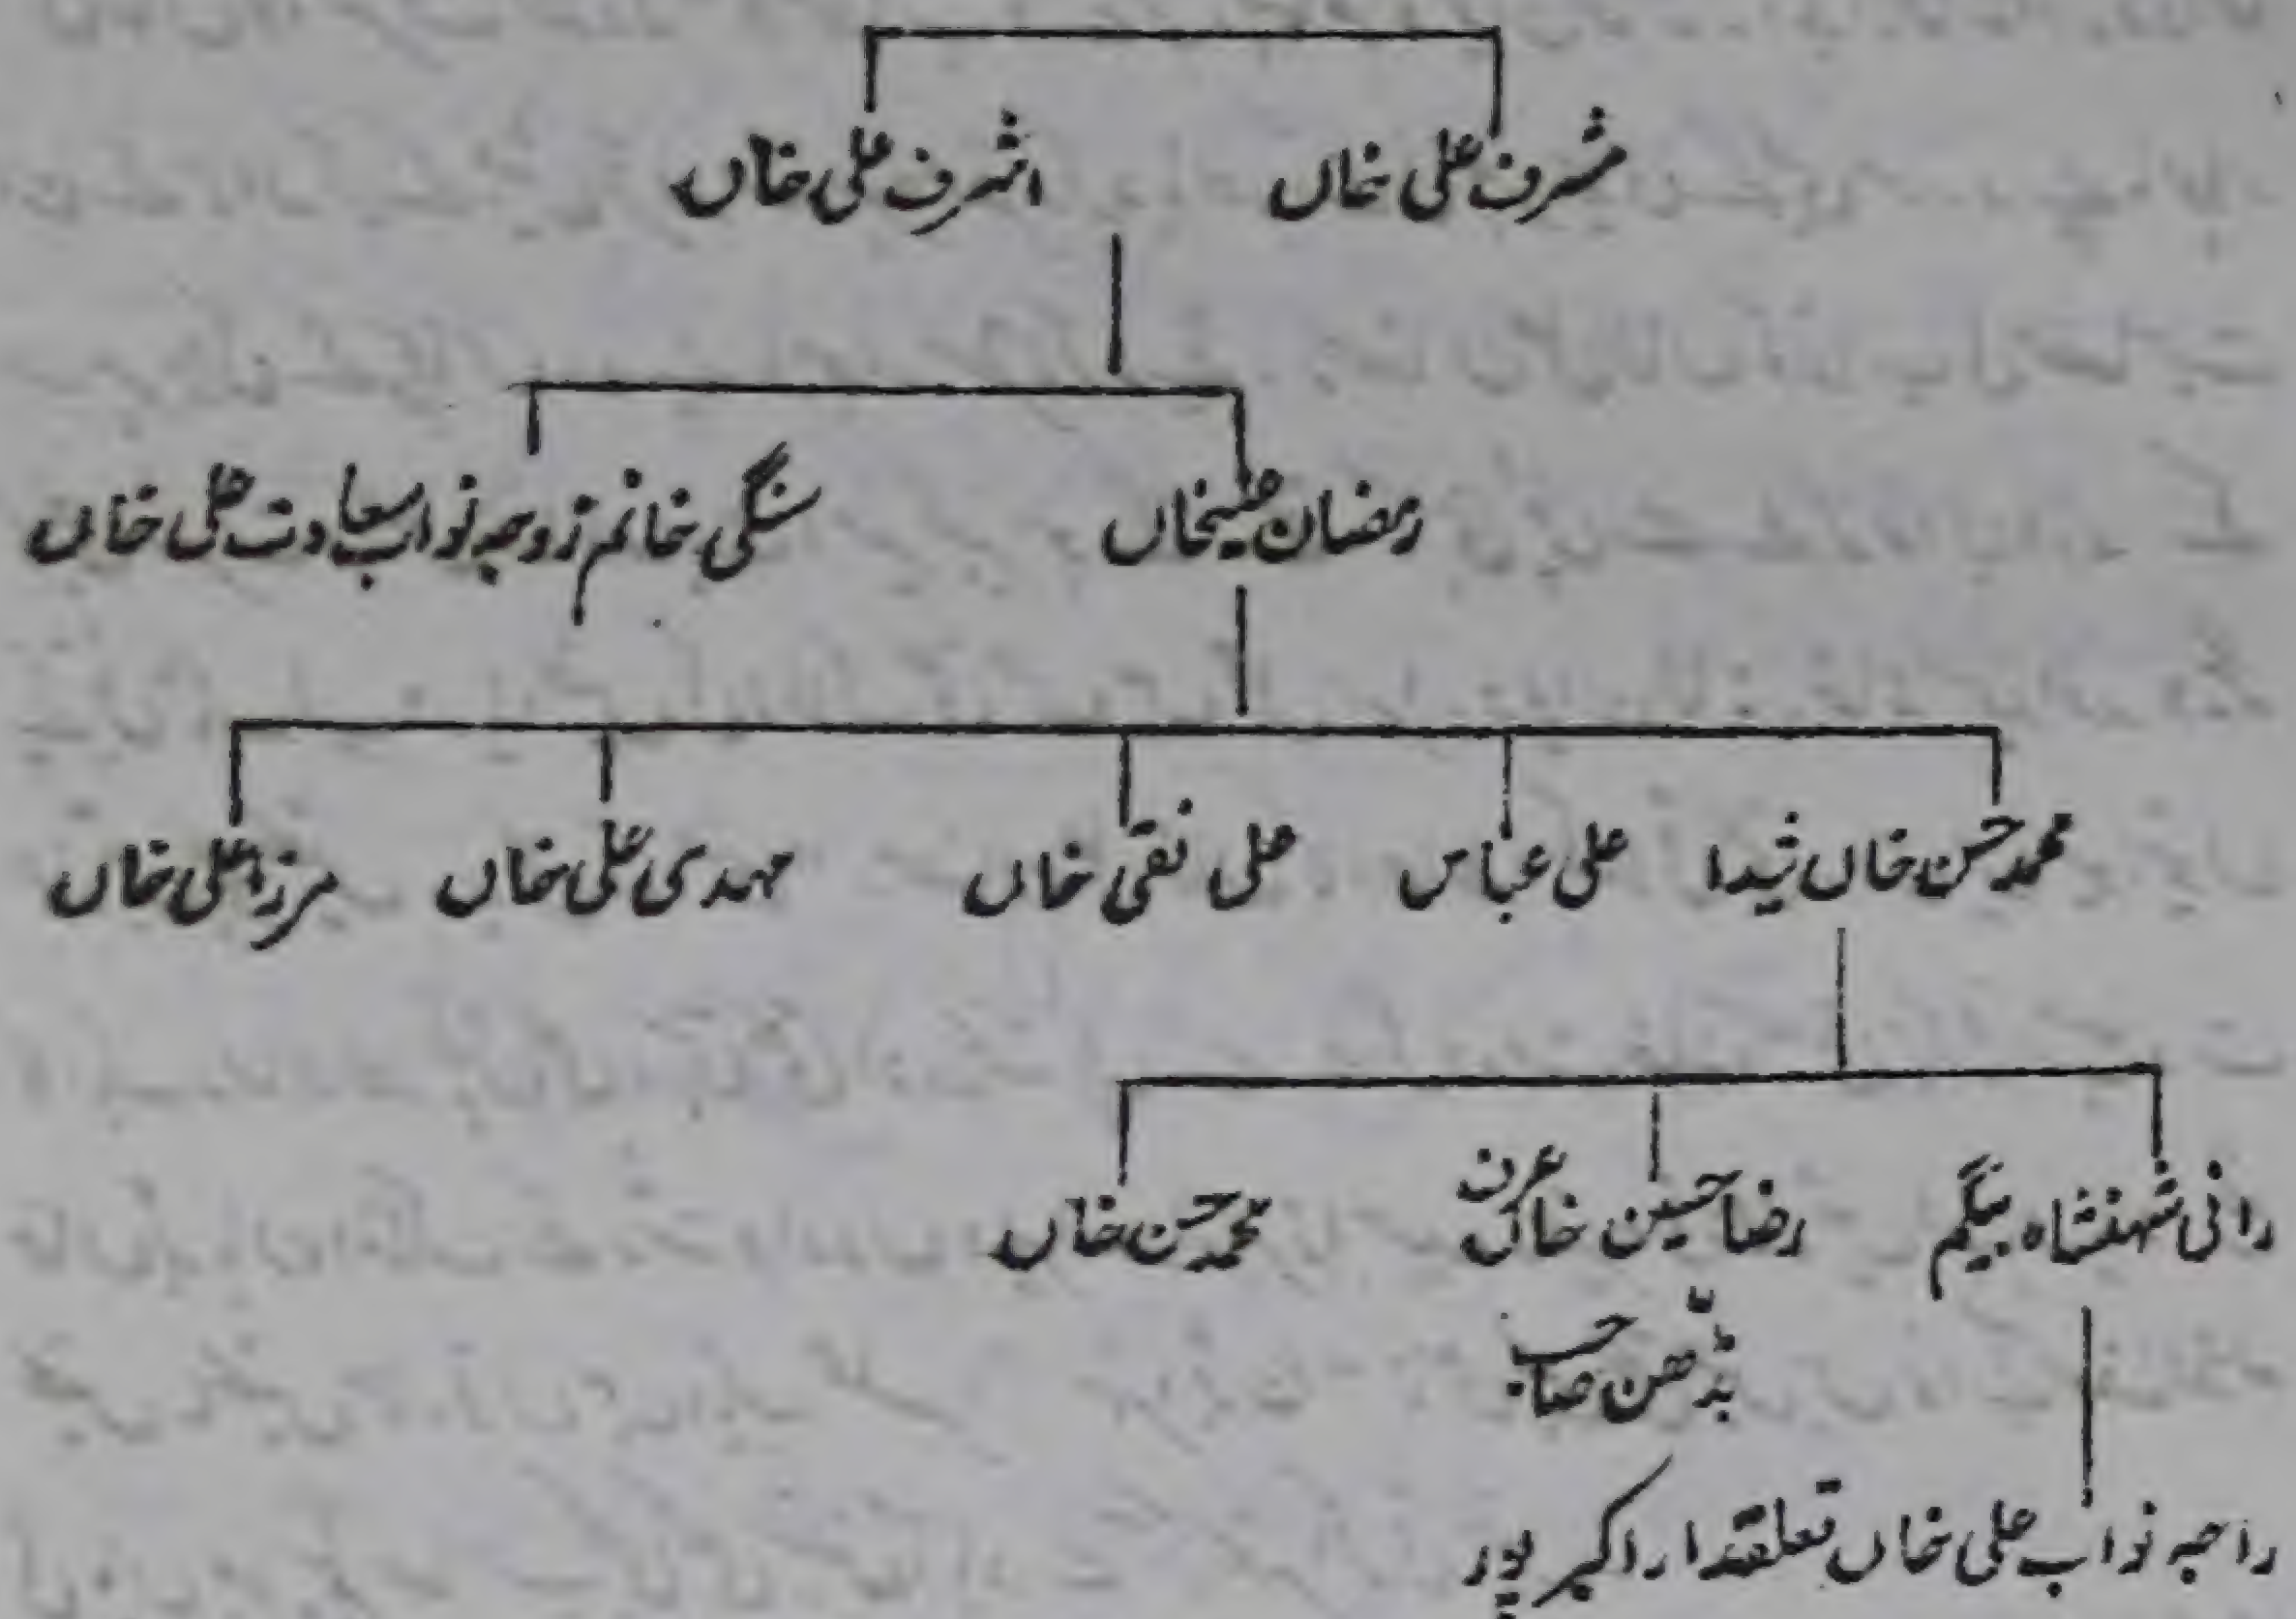 مشرف علی خاں اشرف علی خاں
رمضان علیخاں سنگی خانم زوجہ نواب سعادت علی خاں
محمد حسن خاں شیدا علی عباس علی نقی خاں مہدی علی خاں مرزا علی خاں
رانی شہنشاہ بیگم رضا حسین خاں عرف محمد حسن خاں
بڈھن صاحب
راجہ نواب علی خاں تعلقدار اکبر پور